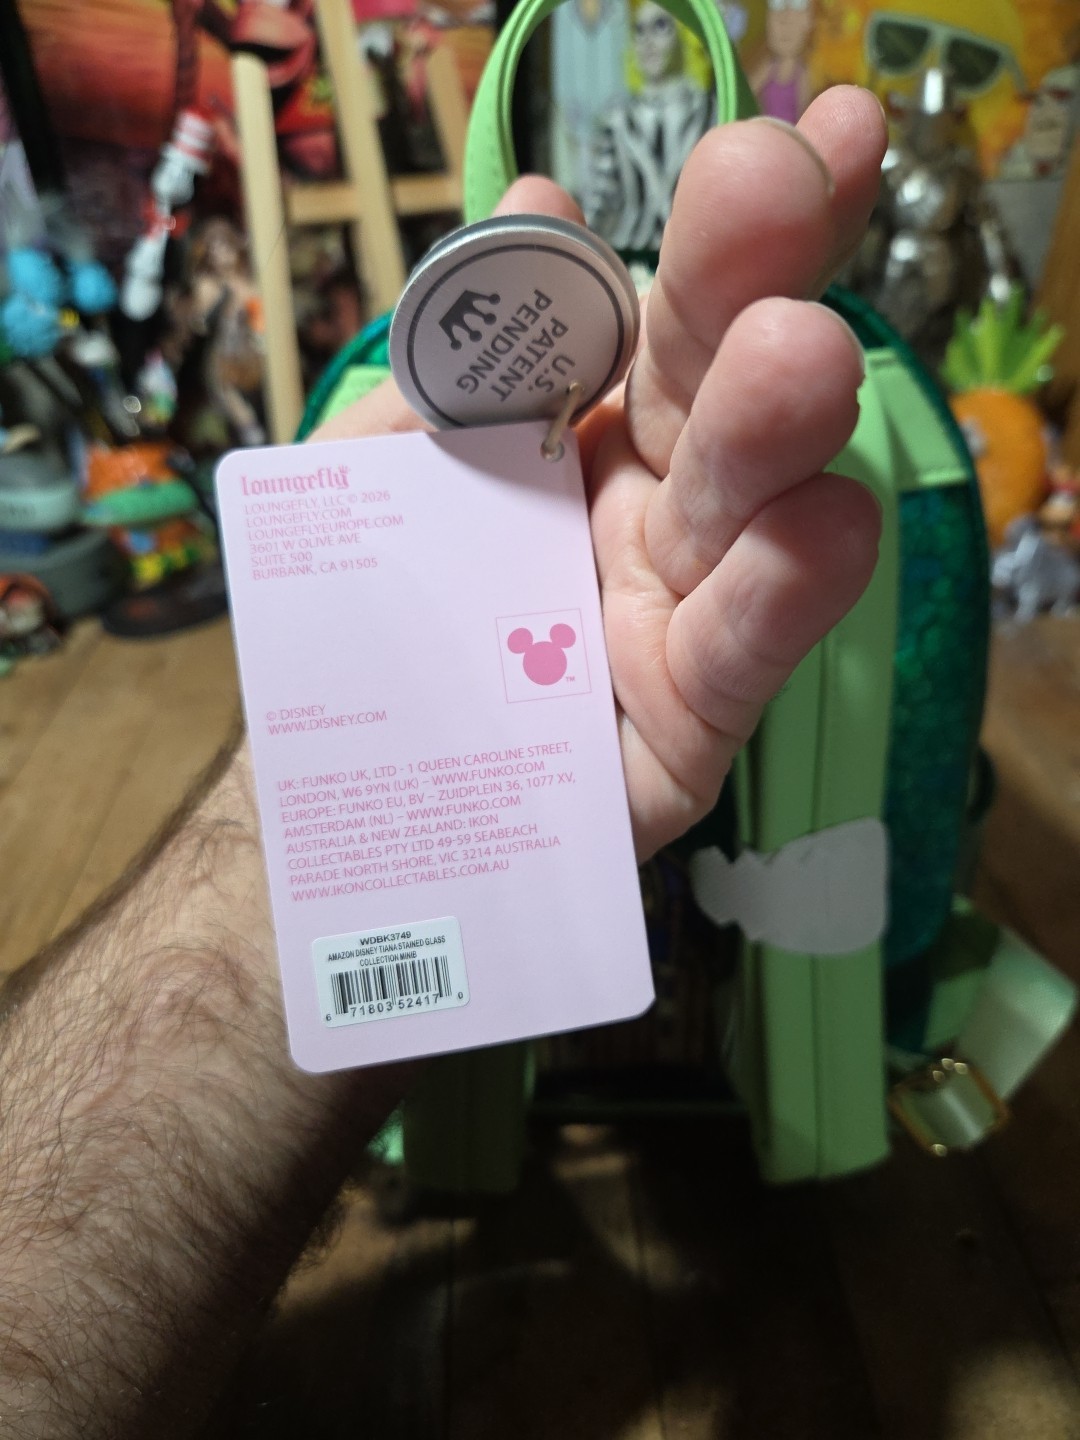 U.S.
PATENT
PENDING
loungefly
LOUNGEFLY, LLC © 2026
LOUNGEFLY.COM
LOUNGEFLYEUROPE.COM
3601 W OLIVE AVE
SUITE 500
BURBANK, CA 91505
TM
© DISNEY
WWW.DISNEY.COM
UK: FUNKO UK, LTD - 1 QUEEN CAROLINE STREET,
LONDON, W6 9YN (UK) – WWW.FUNKO.COM
EUROPE: FUNKO EU, BV – ZUIDPLEIN 36, 1077 XV,
AMSTERDAM (NL) – WWW.FUNKO.COM
AUSTRALIA & NEW ZEALAND: IKON
COLLECTABLES PTY LTD 49-59 SEABEACH
PARADE NORTH SHORE, VIC 3214 AUSTRALIA
WWW.IKONCOLLECTABLES.COM.AU
WDBK3749
AMAZON DISNEY TIANA STAINED GLASS
COLLECTION MINIB
6 71803 52417 0